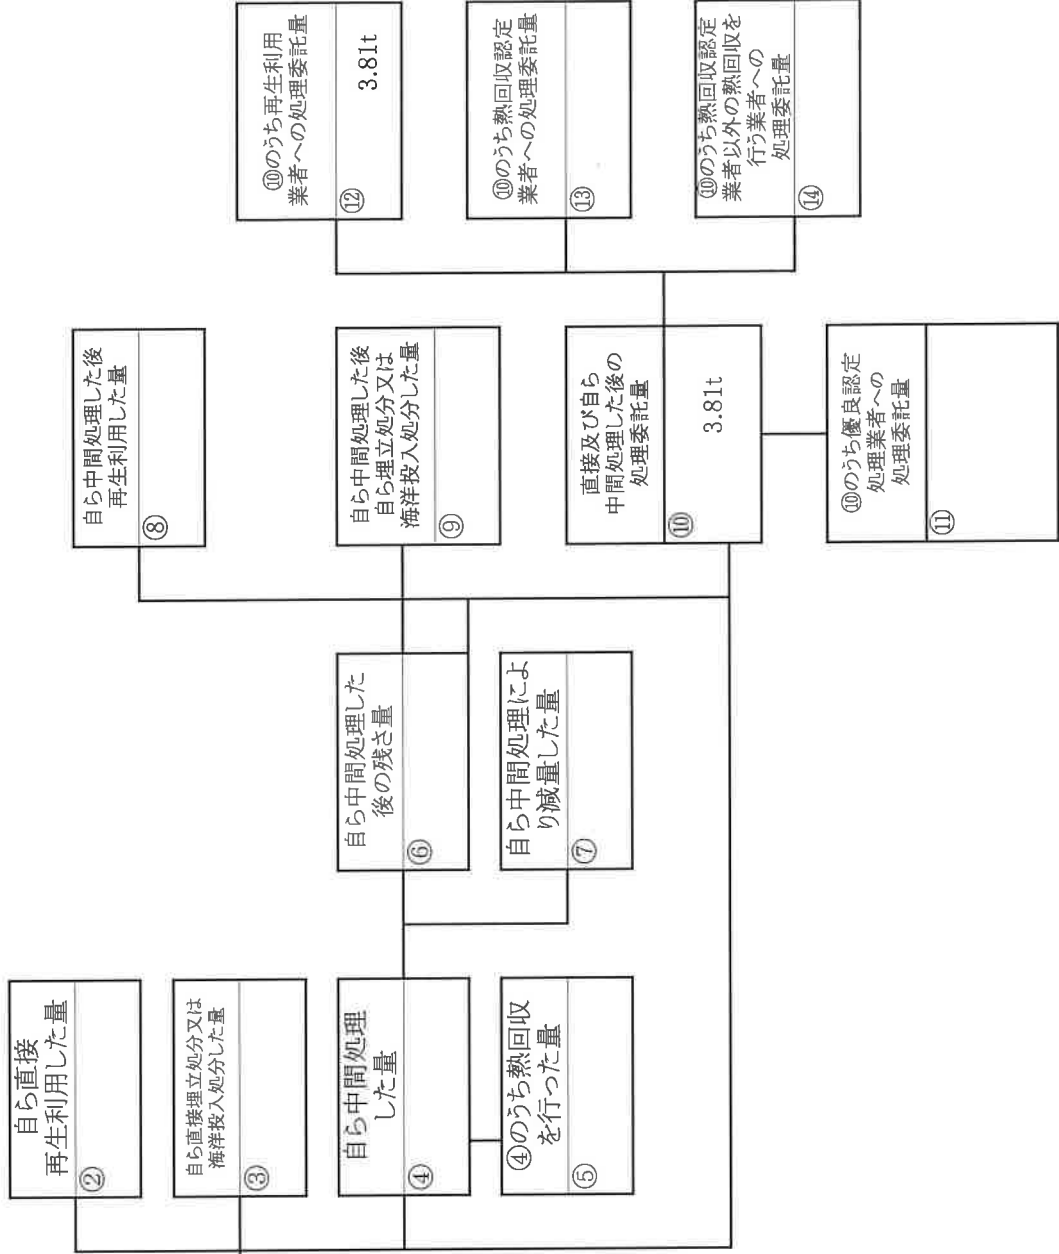 自ら直接
再生利用した量
②
自ら直接埋立処分又は
海洋投入処分した量
③
自ら中間処理
した量
④
④のうち熱回収
を行った量
⑤
自ら中間処理した
後の残さ量
⑥
自ら中間処理によ
り減量した量
⑦
自ら中間処理した後
再生利用した量
⑧
自ら中間処理した後
自ら埋立処分又は
海洋投入処分した量
⑨
直接及び自ら
中間処理した後の
処理委託量
⑩
3.81t
⑩のうち優良認定
処理業者への
処理委託量
⑪
⑩のうち再生利用
業者への処理委託量
⑫
3.81t
⑩のうち熱回収認定
業者への処理委託量
⑬
⑩のうち熱回収認定
業者以外の熱回収を
行う業者への
処理委託量
⑭